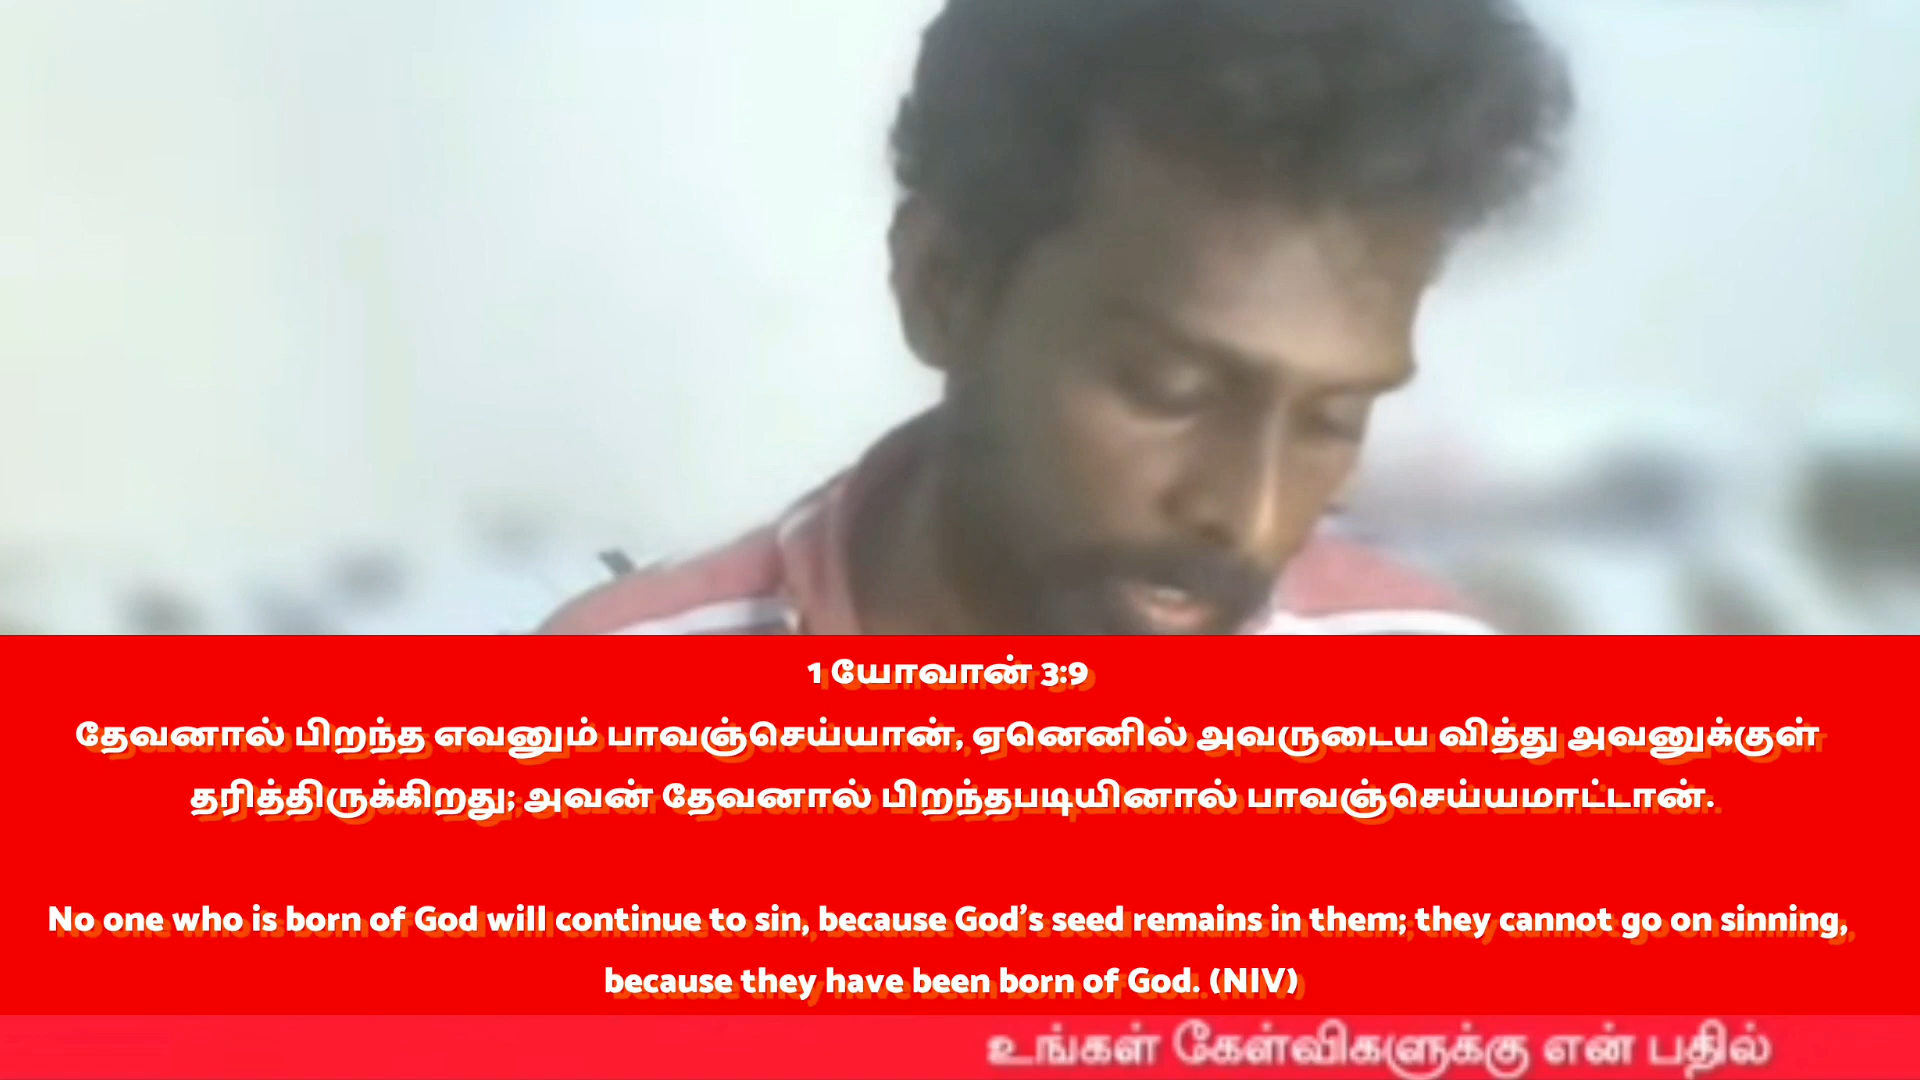 1 யோவான் 3:9
தேவனால் பிறந்த எவனும் பாவஞ்செய்யான், ஏனெனில் அவருடைய வித்து அவனுக்குள்
தரித்திருக்கிறது; அவன் தேவனால் பிறந்தபடியினால் பாவஞ்செய்யமாட்டான்.
No one who is born of God will continue to sin, because God’s seed remains in them; they cannot go on sinning,
because they have been born of God. (NIV)
உங்கள் கேள்விகளுக்கு என் பதில்